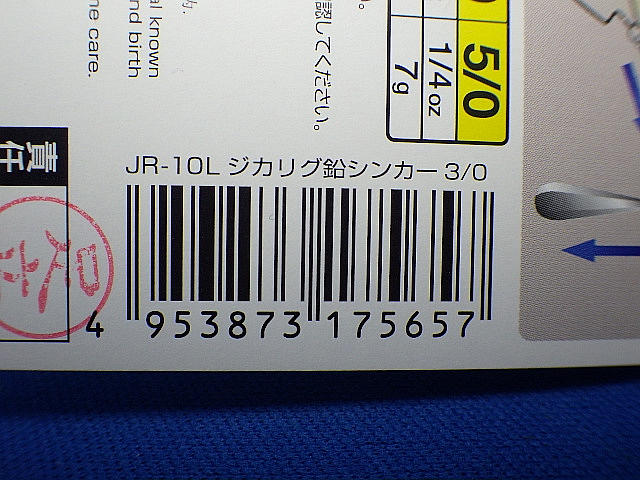 内.
al known
nd birth
ne care.
。
認してください。
5/0
1/4oz
7g
責任
JR-10L ジカリグ鉛シンカー 3/0
4 953873 175657